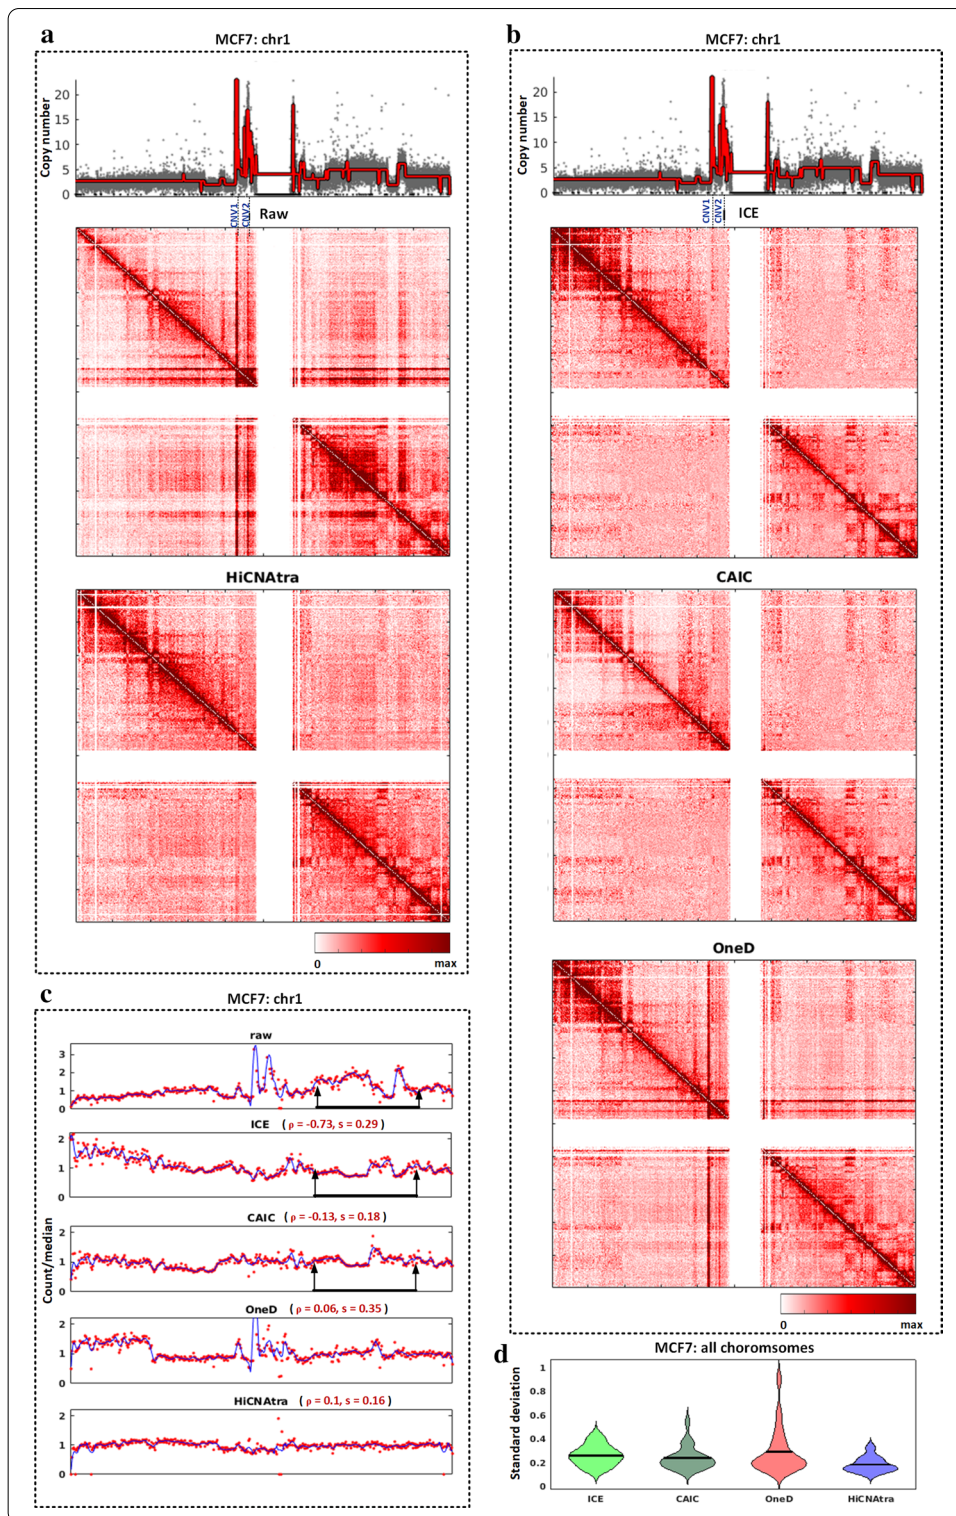 a
MCF7: chr1
Copy number
20
15
10
5
0
CNV1
CNV2
Raw
HiCNAtra
0
max
b
MCF7: chr1
Copy number
20
15
10
5
0
CNV1
CNV2
ICE
CAIC
OneD
0
max
c
MCF7: chr1
Count/median
raw
3
2
1
0
ICE ( ρ = -0.73, s = 0.29 )
2
1
0
CAIC ( ρ = -0.13, s = 0.18 )
2
1
0
OneD ( ρ = 0.06, s = 0.35 )
2
1
0
HiCNAtra ( ρ = 0.1, s = 0.16 )
2
1
0
d
MCF7: all choromsomes
Standard deviation
1
0.8
0.6
0.4
0.2
0
ICE
CAIC
OneD
HiCNAtra